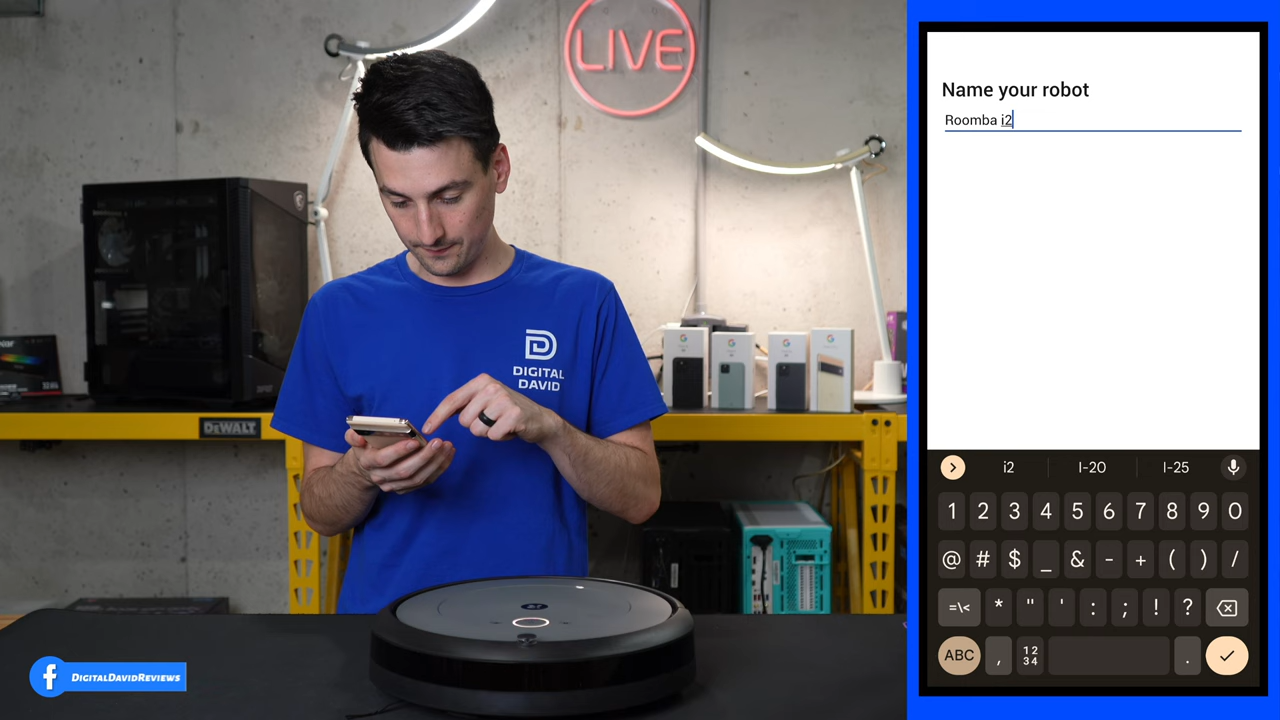 LIVE
DIGITAL
DAVID
DEWALT
DIGITALDAVIDREVIEWS
Name your robot
Roomba i2
i2 I-20 I-25
1 2 3 4 5 6 7 8 9 0
@ # $ _ & - + ( ) /
=\< * " ' : ; ! ?
ABC , 12 34 .